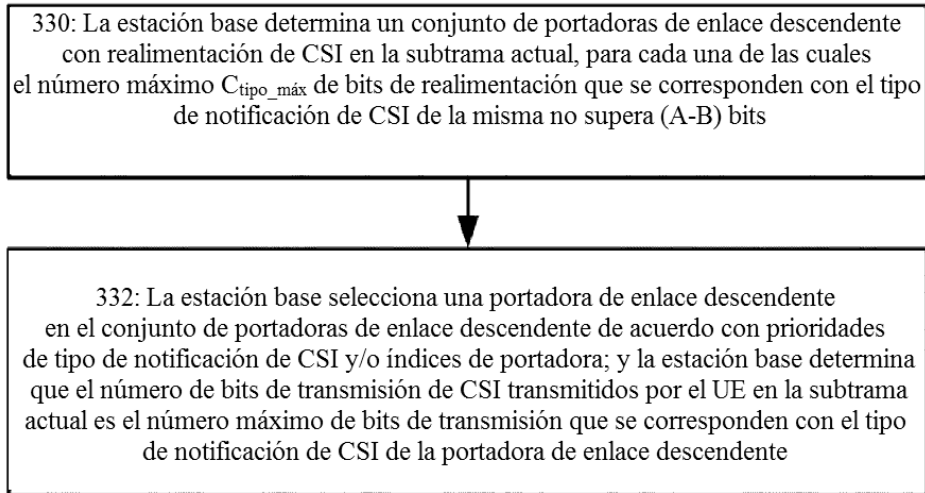 330: La estación base determina un conjunto de portadoras de enlace descendente
con realimentación de CSI en la subtrama actual, para cada una de las cuales
el número máximo Ctipo_máx de bits de realimentación que se corresponden con el tipo
de notificación de CSI de la misma no supera (A-B) bits
332: La estación base selecciona una portadora de enlace descendente
en el conjunto de portadoras de enlace descendente de acuerdo con prioridades
de tipo de notificación de CSI y/o índices de portadora; y la estación base determina
que el número de bits de transmisión de CSI transmitidos por el UE en la subtrama
actual es el número máximo de bits de transmisión que se corresponden con el tipo
de notificación de CSI de la portadora de enlace descendente